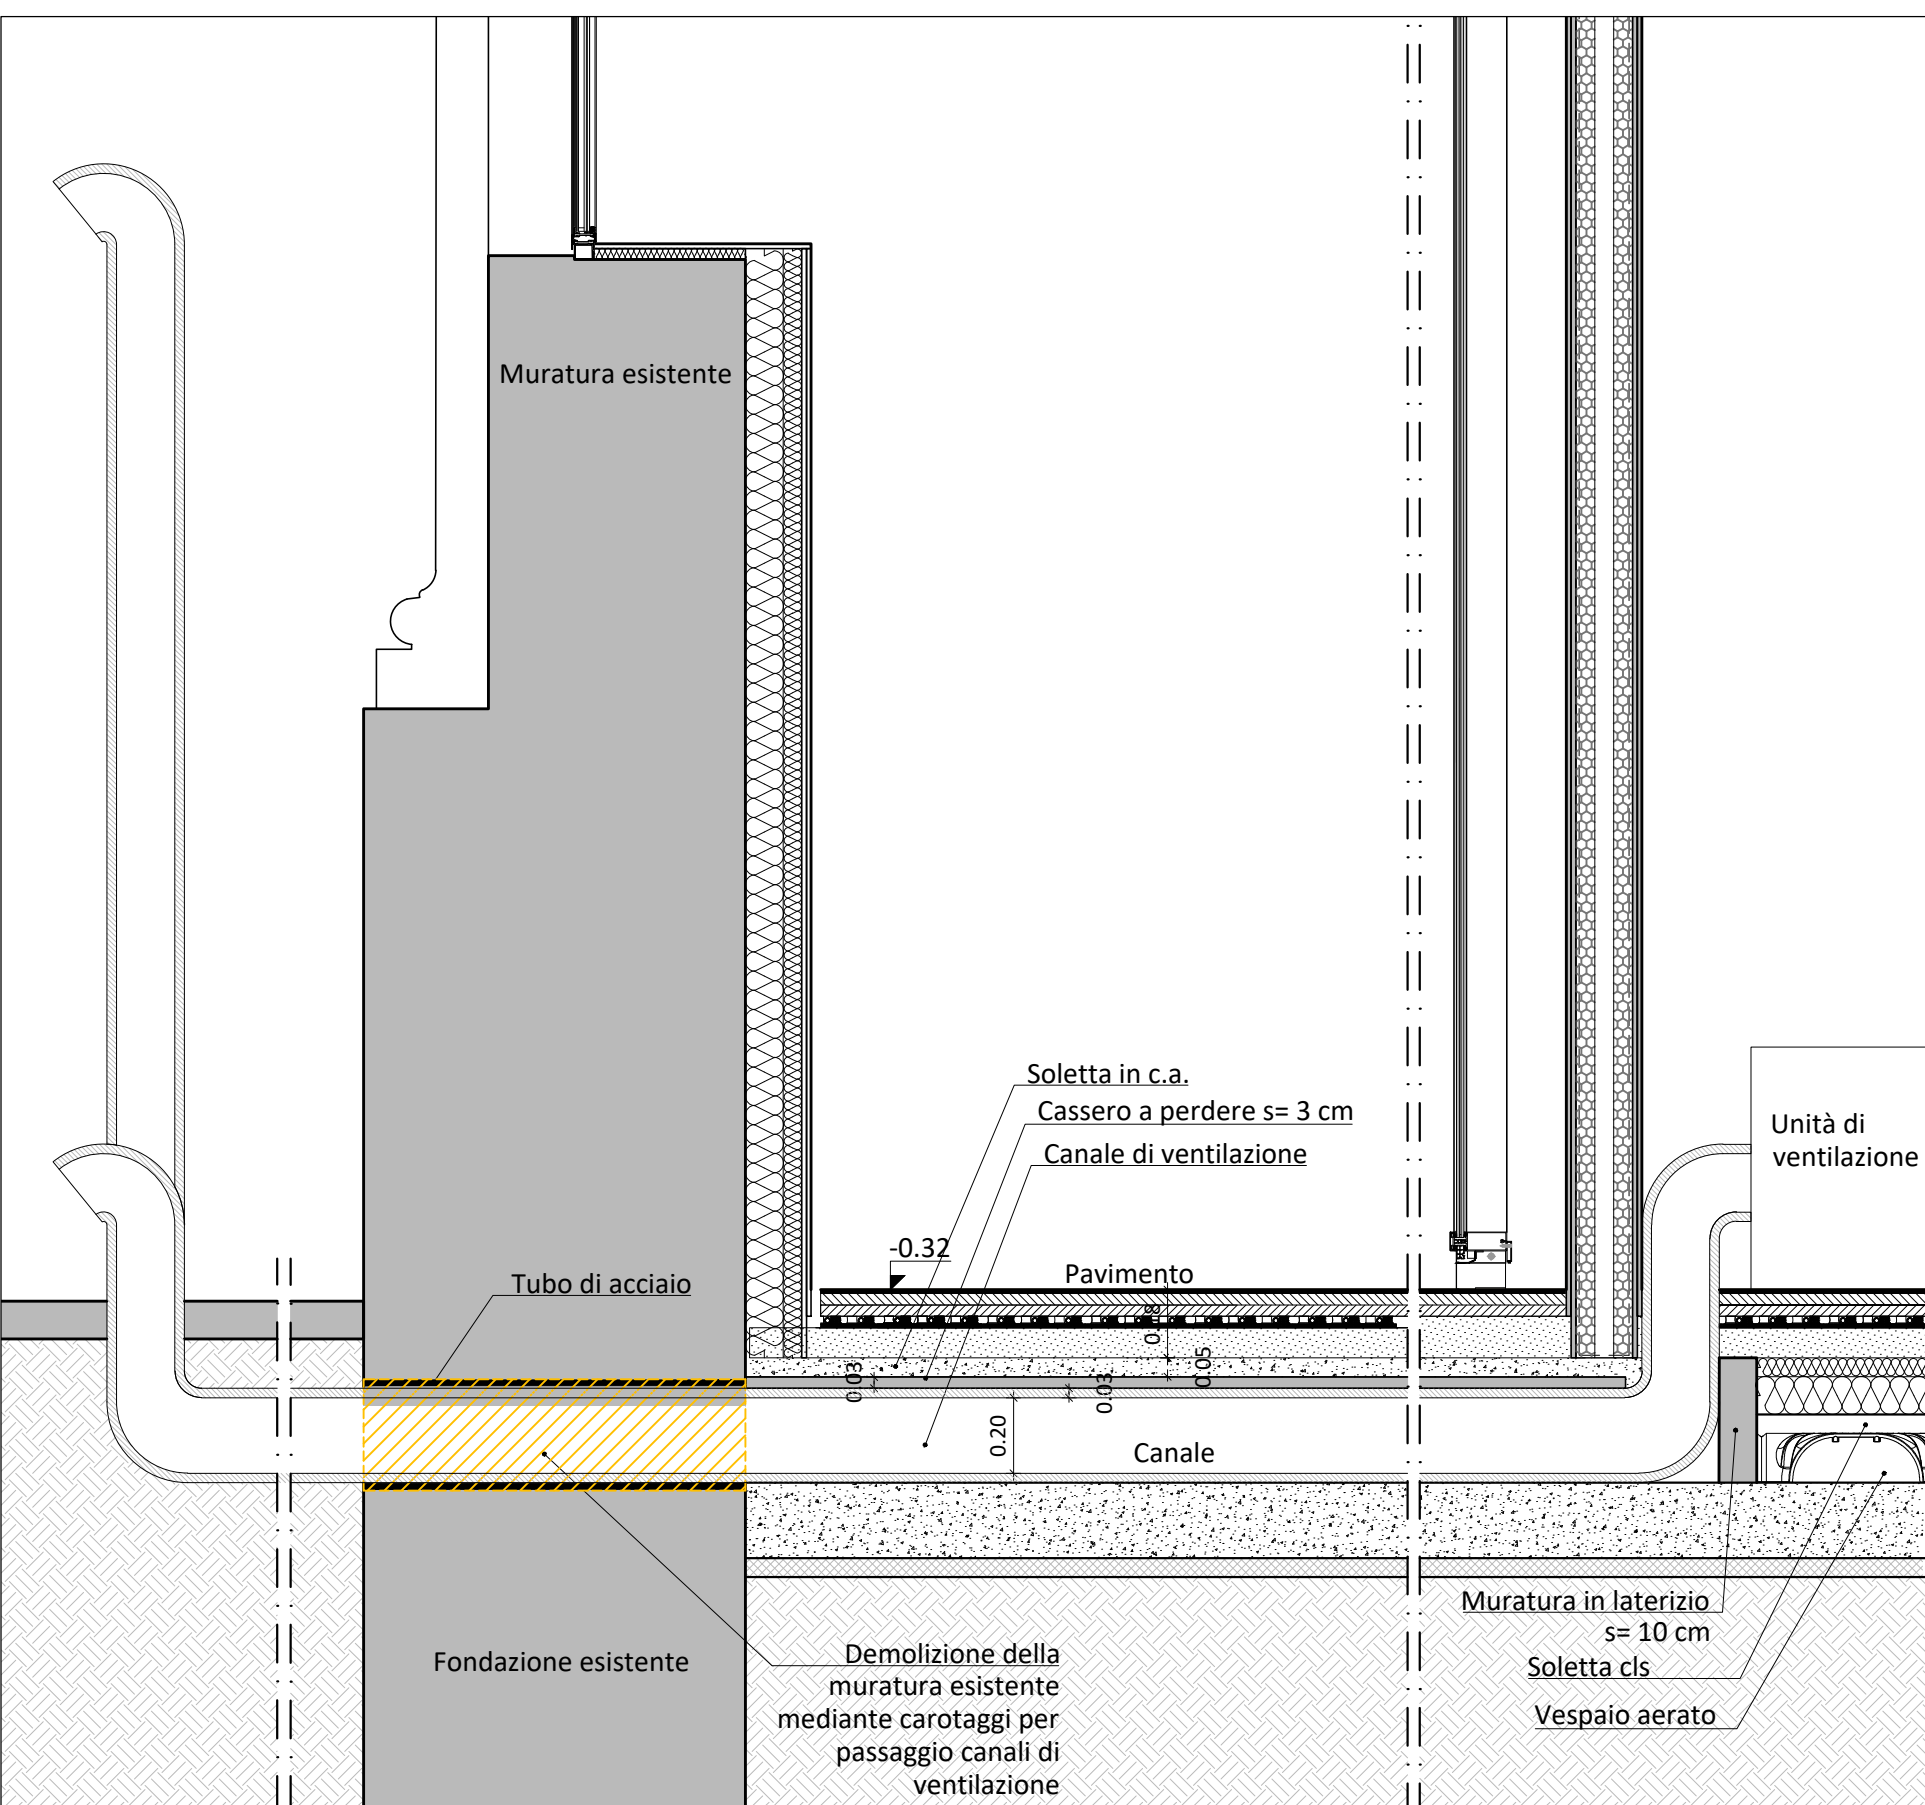 Muratura esistente
Soletta in c.a.
Cassero a perdere s= 3 cm
Canale di ventilazione
Unità di
ventilazione
-0.32
Pavimento
Tubo di acciaio
0.18
0.05
0.03
0.03
0.20
Canale
Muratura in laterizio
s= 10 cm
Soletta cls
Vespaio aerato
Fondazione esistente
Demolizione della
muratura esistente
mediante carotaggi per
passaggio canali di
ventilazione